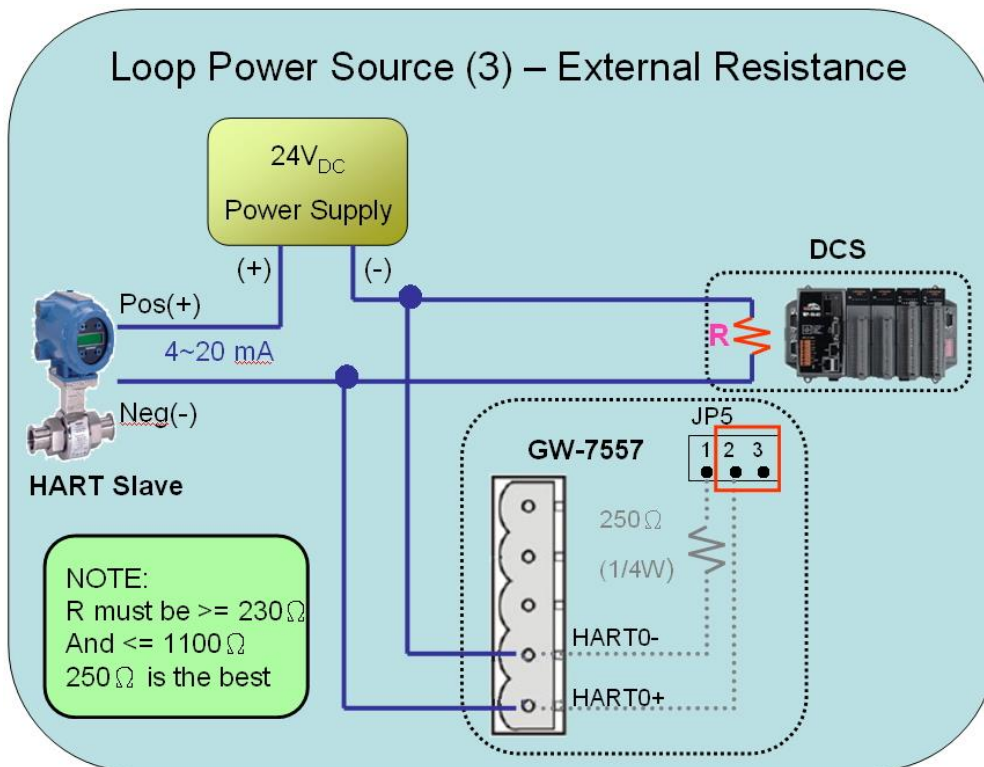 Loop Power Source (3) – External Resistance
24VDC
Power Supply
(+)
(-)
DCS
Pos(+)
R
4~20 mA
Neg(-)
HART Slave
JP5
1 2 3
GW-7557
250Ω
(1/4W)
HART0-
HART0+
NOTE:
R must be >= 230Ω
And <= 1100Ω
250Ω is the best